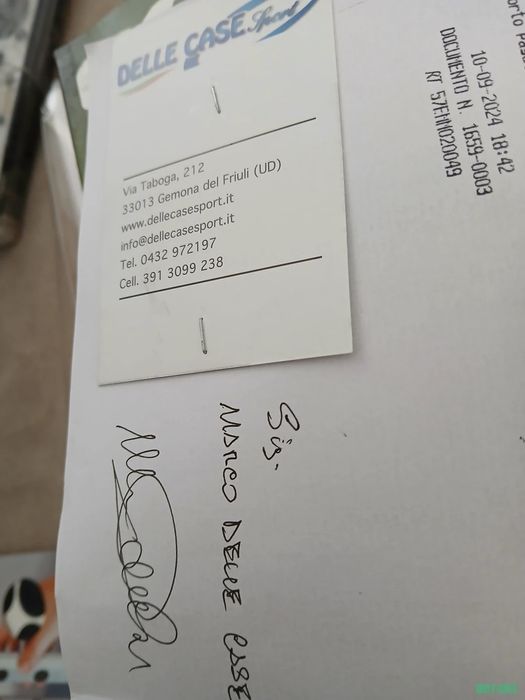 DELLE CASE Sport
Via Taboga, 212
33013 Gemona del Friuli (UD)
www.dellecasesport.it
info@dellecasesport.it
Tel. 0432 972197
Cell. 391 3099 238
10-09-2024 18:42
DOCUMENTO N. 1659-0003
RT 57EHM020049
Sig.
MARCO DELLE CASE